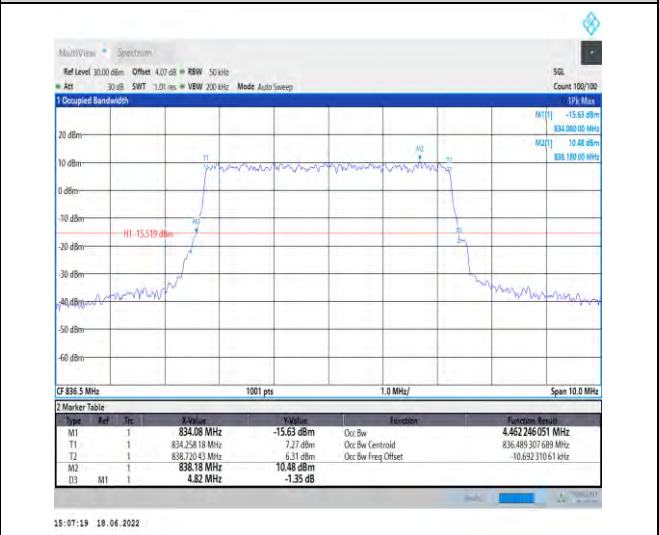 MultiView Spectrum
Ref Level 30.00 dBm Offset 4.07 dB RBW 50 kHz SGL
Att 30 dB SWT 1.01 ms VBW 200 kHz Mode Auto Sweep Count 100/100
1 Occupied Bandwidth 1Pk Max
M1[1] -15.63 dBm
834.080 00 MHz
M2[1] 10.48 dBm
838.180 00 MHz
20 dBm
M2
T1 T2
10 dBm
0 dBm
-10 dBm
M1
H1 -15.519 dBm
D3
-20 dBm
-30 dBm
-40 dBm
-50 dBm
-60 dBm
CF 836.5 MHz 1001 pts 1.0 MHz/ Span 10.0 MHz
2 Marker Table
Type Ref Trc X-Value Y-Value Function Function Result
M1 1 834.08 MHz -15.63 dBm Occ Bw 4.462 246 051 MHz
T1 1 834.258 18 MHz 7.27 dBm Occ Bw Centroid 836.489 307 689 MHz
T2 1 838.720 43 MHz 6.31 dBm Occ Bw Freq Offset -10.692 310 61 kHz
M2 1 838.18 MHz 10.48 dBm
D3 M1 1 4.82 MHz -1.35 dB
15:07:19 18.06.2022